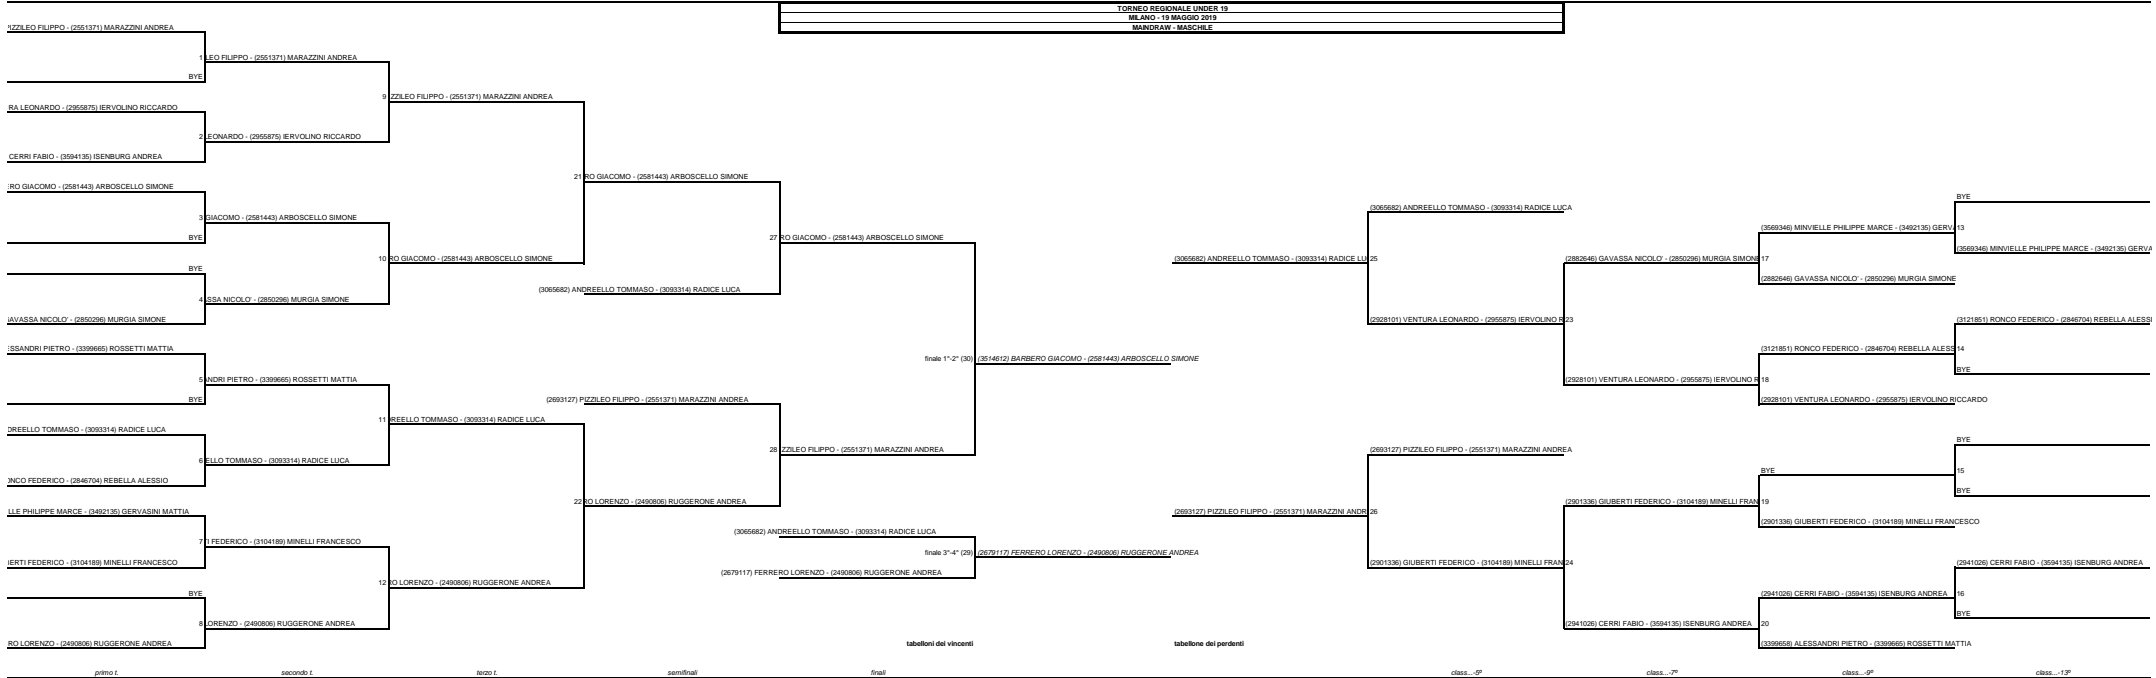 TORNEO REGIONALE UNDER 19
MILANO - 19 MAGGIO 2019
MAINDRAW - MASCHILE
PIZZILEO FILIPPO - (2551371) MARAZZINI ANDREA
BYE
RA LEONARDO - (2955875) IERVOLINO RICCARDO
CERRI FABIO - (3594135) ISENBURG ANDREA
ERO GIACOMO - (2581443) ARBOSCELLO SIMONE
BYE
BYE
GAVASSA NICOLO' - (2850296) MURGIA SIMONE
ESSANDRI PIETRO - (3399665) ROSSETTI MATTIA
BYE
DREELLO TOMMASO - (3093314) RADICE LUCA
ONCO FEDERICO - (2846704) REBELLA ALESSIO
LLE PHILIPPE MARCE - (3492135) GERVASINI MATTIA
BERTI FEDERICO - (3104189) MINELLI FRANCESCO
BYE
RO LORENZO - (2490806) RUGGERONE ANDREA
primo t.
1 LEO FILIPPO - (2551371) MARAZZINI ANDREA
2 LEONARDO - (2955875) IERVOLINO RICCARDO
3 GIACOMO - (2581443) ARBOSCELLO SIMONE
4 ASSA NICOLO' - (2850296) MURGIA SIMONE
5 ANDRI PIETRO - (3399665) ROSSETTI MATTIA
6 ELLO TOMMASO - (3093314) RADICE LUCA
7 TI FEDERICO - (3104189) MINELLI FRANCESCO
8 LORENZO - (2490806) RUGGERONE ANDREA
secondo t.
9 ZZILEO FILIPPO - (2551371) MARAZZINI ANDREA
10 RO GIACOMO - (2581443) ARBOSCELLO SIMONE
11 REELLO TOMMASO - (3093314) RADICE LUCA
12 RO LORENZO - (2490806) RUGGERONE ANDREA
terzo t.
21 RO GIACOMO - (2581443) ARBOSCELLO SIMONE
(3065682) ANDREELLO TOMMASO - (3093314) RADICE LUCA
(2693127) PIZZILEO FILIPPO - (2551371) MARAZZINI ANDREA
22 RO LORENZO - (2490806) RUGGERONE ANDREA
semifinali
27 RO GIACOMO - (2581443) ARBOSCELLO SIMONE
28 ZZILEO FILIPPO - (2551371) MARAZZINI ANDREA
(3065682) ANDREELLO TOMMASO - (3093314) RADICE LUCA
(2679117) FERRERO LORENZO - (2490806) RUGGERONE ANDREA
finali
finale 1°-2° (30) (3514612) BARBERO GIACOMO - (2581443) ARBOSCELLO SIMONE
finale 3°-4° (29) (2679117) FERRERO LORENZO - (2490806) RUGGERONE ANDREA
tabelloni dei vincenti
tabellone dei perdenti
(3065682) ANDREELLO TOMMASO - (3093314) RADICE LU 25
(2693127) PIZZILEO FILIPPO - (2551371) MARAZZINI ANDR 26
(3065682) ANDREELLO TOMMASO - (3093314) RADICE LUCA
(2928101) VENTURA LEONARDO - (2955875) IERVOLINO R 23
(2693127) PIZZILEO FILIPPO - (2551371) MARAZZINI ANDREA
(2901336) GIUBERTI FEDERICO - (3104189) MINELLI FRAN 24
class...-5º
(2882646) GAVASSA NICOLO' - (2850296) MURGIA SIMONE 17
(2928101) VENTURA LEONARDO - (2955875) IERVOLINO R 18
(2901336) GIUBERTI FEDERICO - (3104189) MINELLI FRAN 19
(2941026) CERRI FABIO - (3594135) ISENBURG ANDREA 20
class...-7º
(3569346) MINVIELLE PHILIPPE MARCE - (3492135) GERVA 13
(2882646) GAVASSA NICOLO' - (2850296) MURGIA SIMONE
(3121851) RONCO FEDERICO - (2846704) REBELLA ALESS 14
(2928101) VENTURA LEONARDO - (2955875) IERVOLINO RICCARDO
BYE 15
(2901336) GIUBERTI FEDERICO - (3104189) MINELLI FRANCESCO
(2941026) CERRI FABIO - (3594135) ISENBURG ANDREA 16
(3399658) ALESSANDRI PIETRO - (3399665) ROSSETTI MATTIA
class...-9º
BYE
(3569346) MINVIELLE PHILIPPE MARCE - (3492135) GERVA
(3121851) RONCO FEDERICO - (2846704) REBELLA ALESSI
BYE
BYE
BYE
(2941026) CERRI FABIO - (3594135) ISENBURG ANDREA
BYE
class...-13º